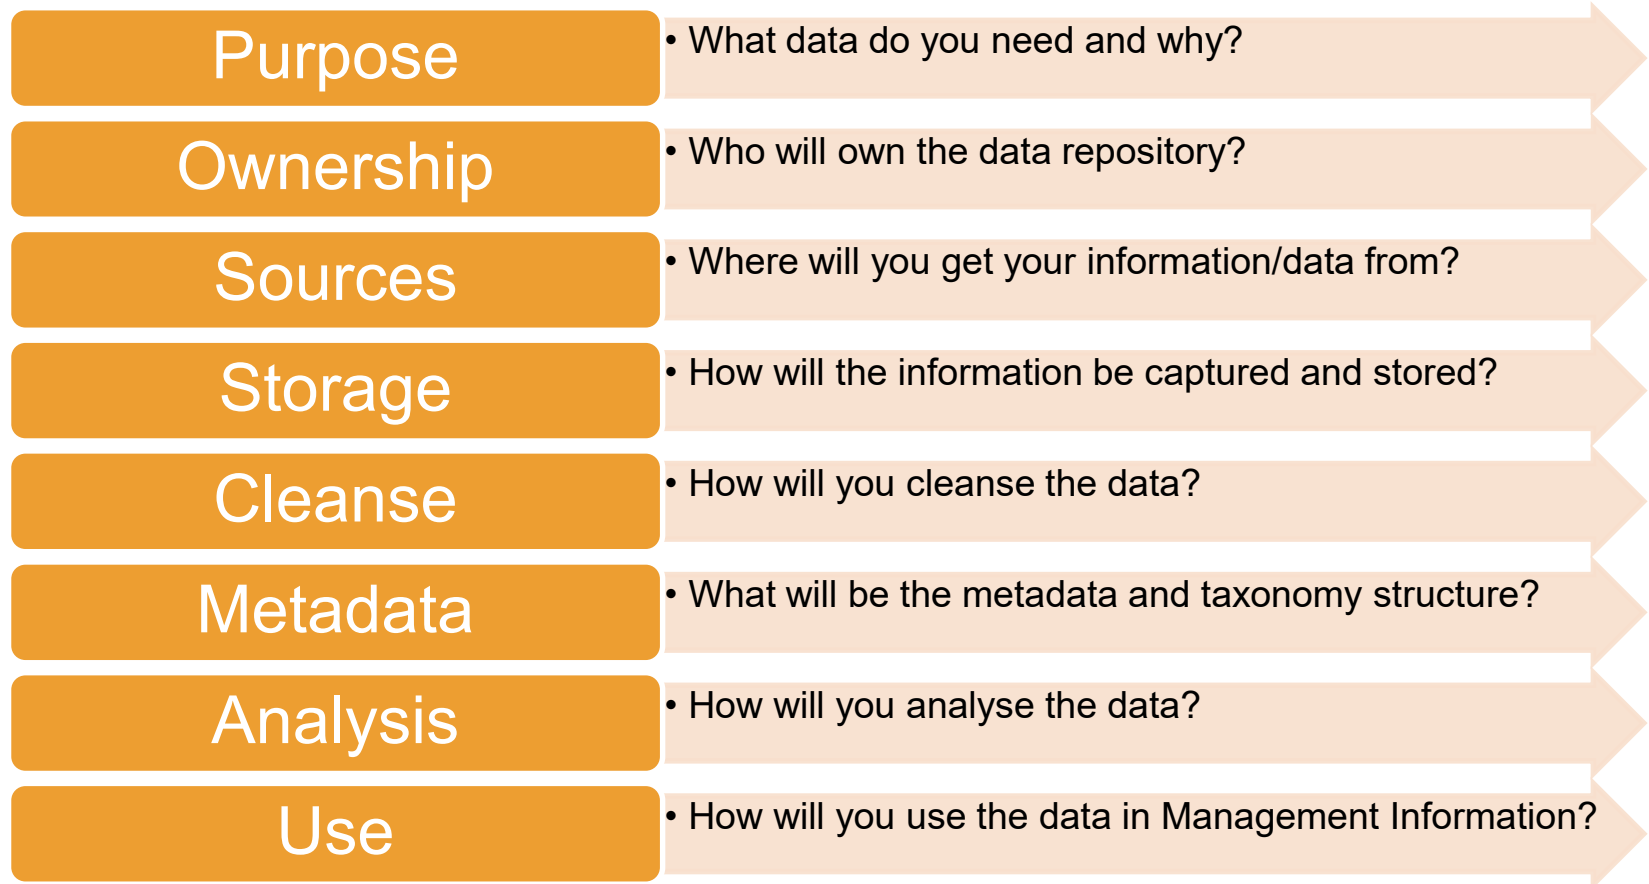 Purpose
• What data do you need and why?
Ownership
• Who will own the data repository?
Sources
• Where will you get your information/data from?
Storage
• How will the information be captured and stored?
Cleanse
• How will you cleanse the data?
Metadata
• What will be the metadata and taxonomy structure?
Analysis
• How will you analyse the data?
Use
• How will you use the data in Management Information?